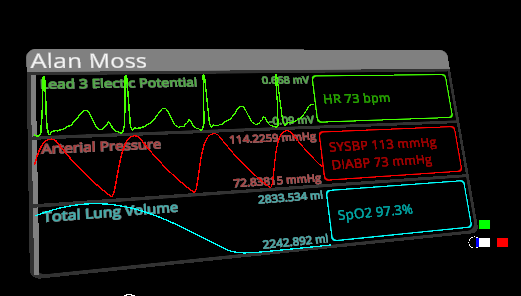 Alan Moss
Lead 3 Electic Potential
0.668 mV
HR 73 bpm
-0.09 mV
Arterial Pressure
114.2259 mmHg
SYSBP 113 mmHg
DIABP 73 mmHg
72.83815 mmHg
Total Lung Volume
2833.534 ml
SpO2 97.3%
2242.892 ml